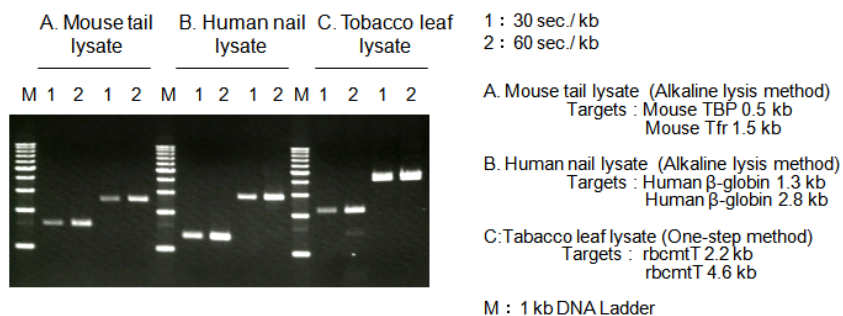 A. Mouse tail lysate
B. Human nail lysate
C. Tobacco leaf lysate
M 1 2 1 2 M 1 2 1 2 M 1 2 1 2
1 : 30 sec./ kb
2 : 60 sec./ kb
A. Mouse tail lysate (Alkaline lysis method)
Targets : Mouse TBP 0.5 kb
Mouse Tfr 1.5 kb
B. Human nail lysate (Alkaline lysis method)
Targets : Human β-globin 1.3 kb
Human β-globin 2.8 kb
C:Tabacco leaf lysate (One-step method)
Targets : rbcmtT 2.2 kb
rbcmtT 4.6 kb
M : 1 kb DNA Ladder